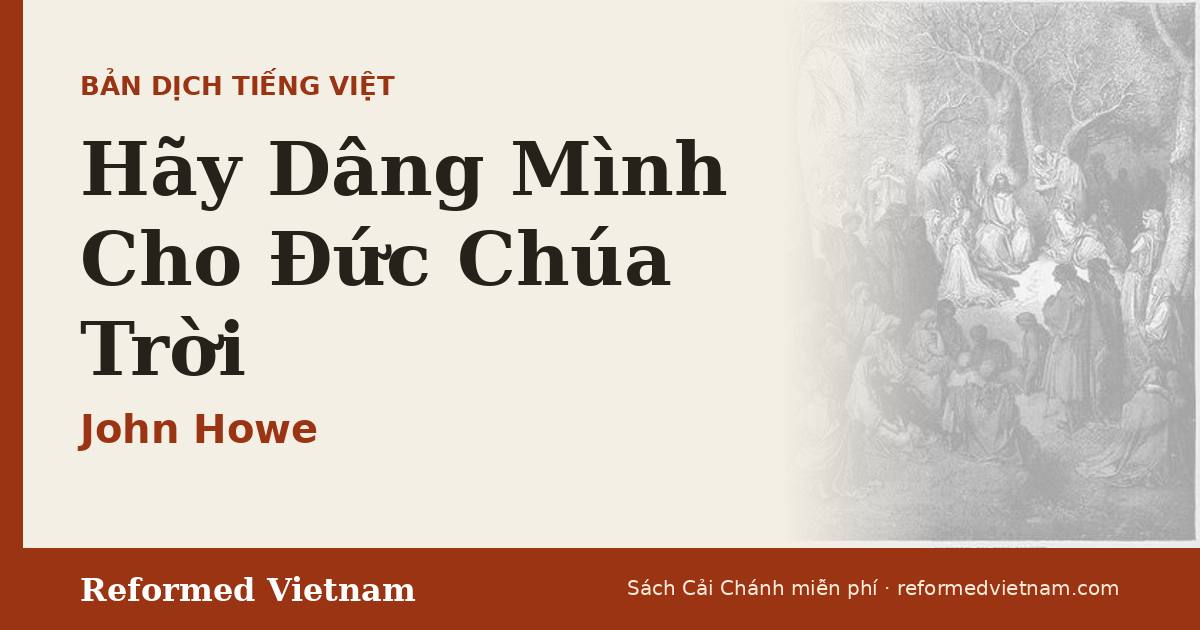 BẢN DỊCH TIẾNG VIỆT
Hãy Dâng Mình
Cho Đức Chúa
Trời
John Howe
Reformed Vietnam
Sách Cải Chánh miễn phí · reformedvietnam.com